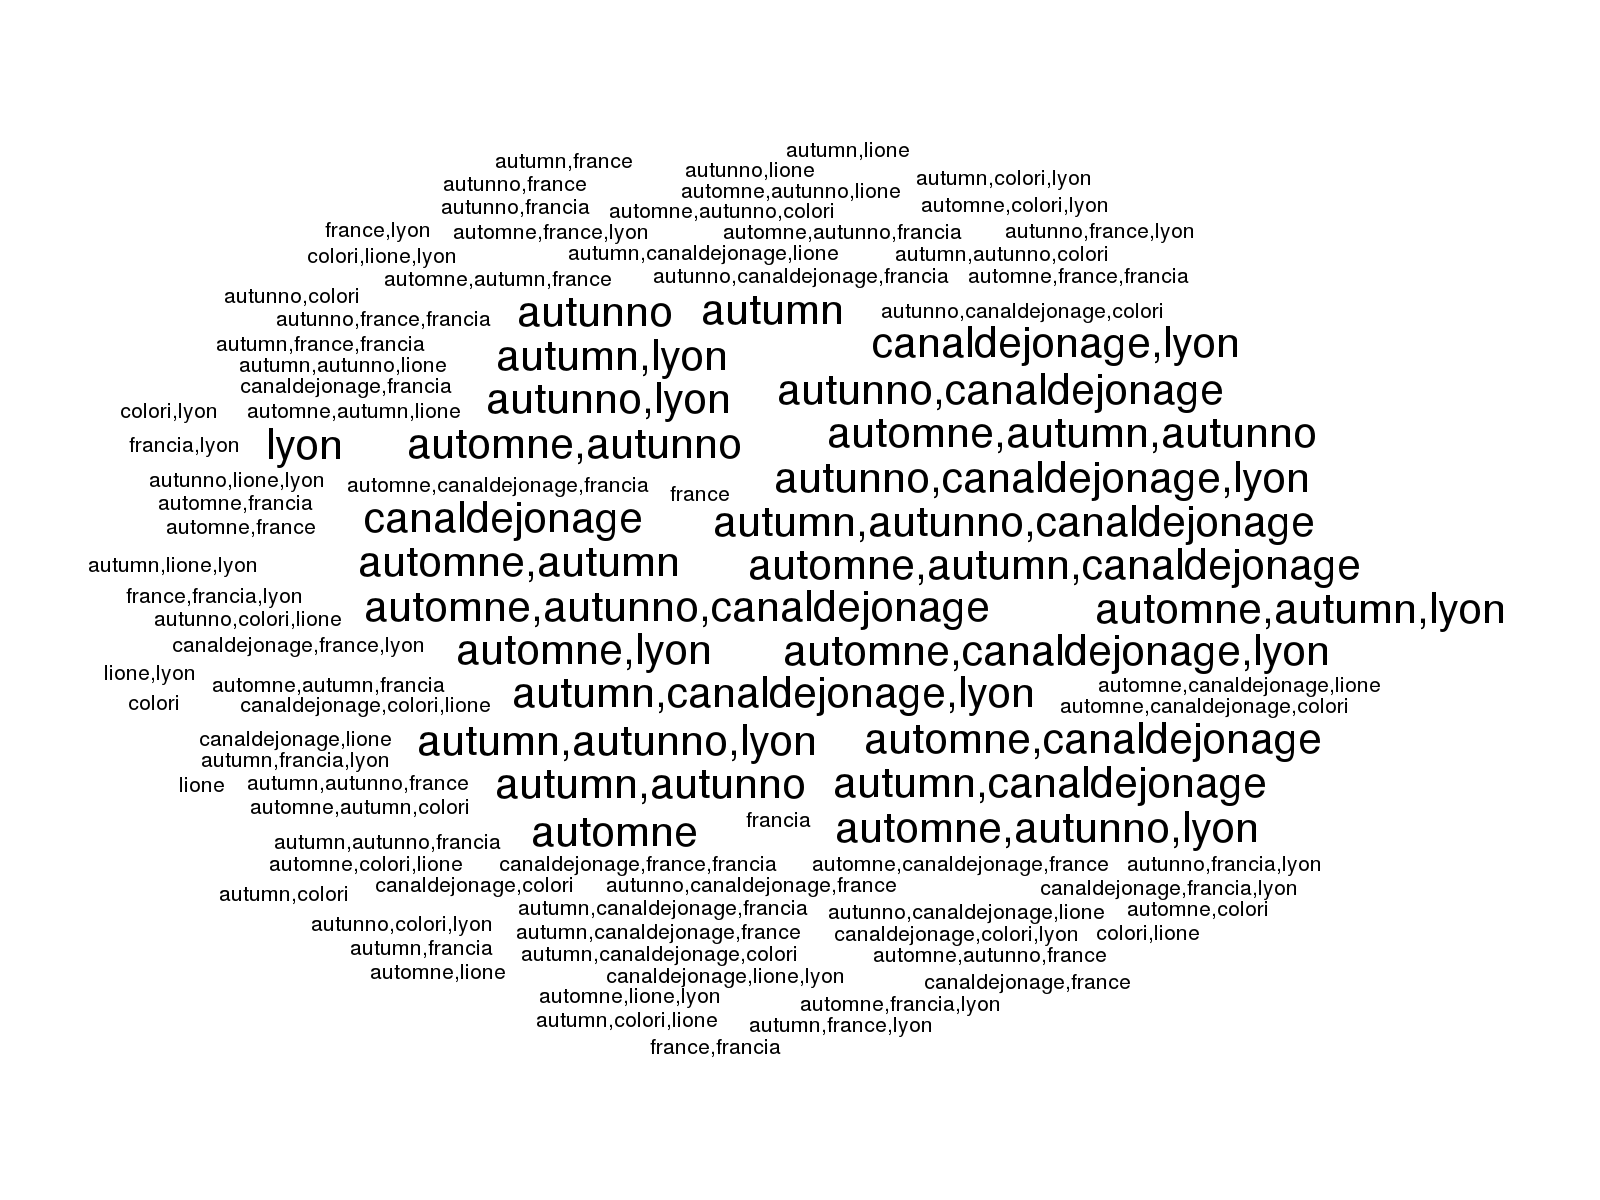 autumn,lione
autumn,france
autunno,lione
autumn,colori,lyon
autunno,france
automne,autunno,lione
autunno,francia
automne,autunno,colori
automne,colori,lyon
france,lyon
automne,france,lyon
automne,autunno,francia
autunno,france,lyon
colori,lione,lyon
autumn,canaldejonage,lione
autumn,autunno,colori
automne,autumn,france
autunno,canaldejonage,francia
automne,france,francia
autunno,colori
autunno,france,francia
autunno
autumn
autunno,canaldejonage,colori
autumn,france,francia
autumn,lyon
canaldejonage,lyon
autumn,autunno,lione
canaldejonage,francia
autunno,canaldejonage
colori,lyon
automne,autumn,lione
autunno,lyon
francia,lyon
lyon
automne,autunno
automne,autumn,autunno
autunno,lione,lyon
automne,canaldejonage,francia
france
autunno,canaldejonage,lyon
automne,francia
automne,france
canaldejonage
autumn,autunno,canaldejonage
autumn,lione,lyon
automne,autumn
automne,autumn,canaldejonage
france,francia,lyon
autunno,colori,lione
automne,autunno,canaldejonage
automne,autumn,lyon
canaldejonage,france,lyon
automne,lyon
automne,canaldejonage,lyon
lione,lyon
automne,autumn,francia
autumn,canaldejonage,lyon
automne,canaldejonage,lione
colori
canaldejonage,colori,lione
automne,canaldejonage,colori
canaldejonage,lione
autumn,autunno,lyon
automne,canaldejonage
autumn,francia,lyon
lione
autumn,autunno,france
autumn,autunno
autumn,canaldejonage
automne,autumn,colori
automne
francia
automne,autunno,lyon
autumn,autunno,francia
automne,colori,lione
canaldejonage,france,francia
automne,canaldejonage,france
autunno,francia,lyon
autumn,colori
canaldejonage,colori
autunno,canaldejonage,france
canaldejonage,francia,lyon
autumn,canaldejonage,francia
autunno,canaldejonage,lione
automne,colori
autunno,colori,lyon
autumn,canaldejonage,france
canaldejonage,colori,lyon
colori,lione
autumn,francia
autumn,canaldejonage,colori
automne,autunno,france
automne,lione
canaldejonage,lione,lyon
canaldejonage,france
automne,lione,lyon
automne,francia,lyon
autumn,colori,lione
autumn,france,lyon
france,francia